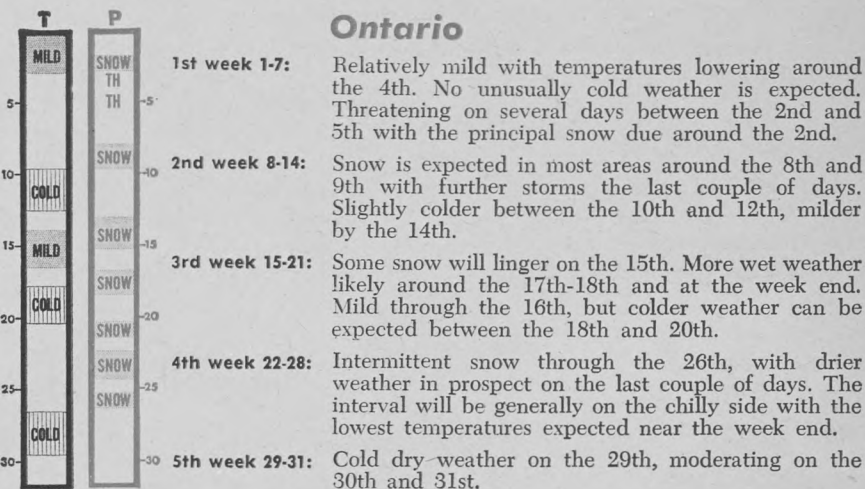 T P
MILD
5-
10-
COLD
15-
MILD
COLD
20-
25-
COLD
30-
SNOW
TH
TH
-5
SNOW
-10
SNOW
-15
SNOW
-20
SNOW
SNOW
-25
SNOW
-30
Ontario
1st week 1-7: Relatively mild with temperatures lowering around
the 4th. No unusually cold weather is expected.
Threatening on several days between the 2nd and
5th with the principal snow due around the 2nd.
2nd week 8-14: Snow is expected in most areas around the 8th and
9th with further storms the last couple of days.
Slightly colder between the 10th and 12th, milder
by the 14th.
3rd week 15-21: Some snow will linger on the 15th. More wet weather
likely around the 17th-18th and at the week end.
Mild through the 16th, but colder weather can be
expected between the 18th and 20th.
4th week 22-28: Intermittent snow through the 26th, with drier
weather in prospect on the last couple of days. The
interval will be generally on the chilly side with the
lowest temperatures expected near the week end.
5th week 29-31: Cold dry weather on the 29th, moderating on the
30th and 31st.